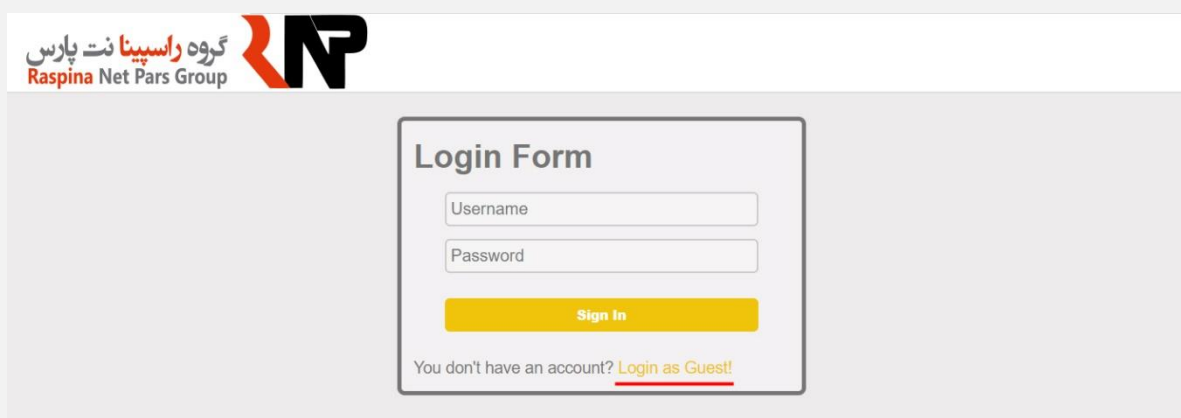 گروه راسپینا نت پارس
Raspina Net Pars Group
RNP
Login Form
Username
Password
Sign In
You don't have an account? Login as Guest!